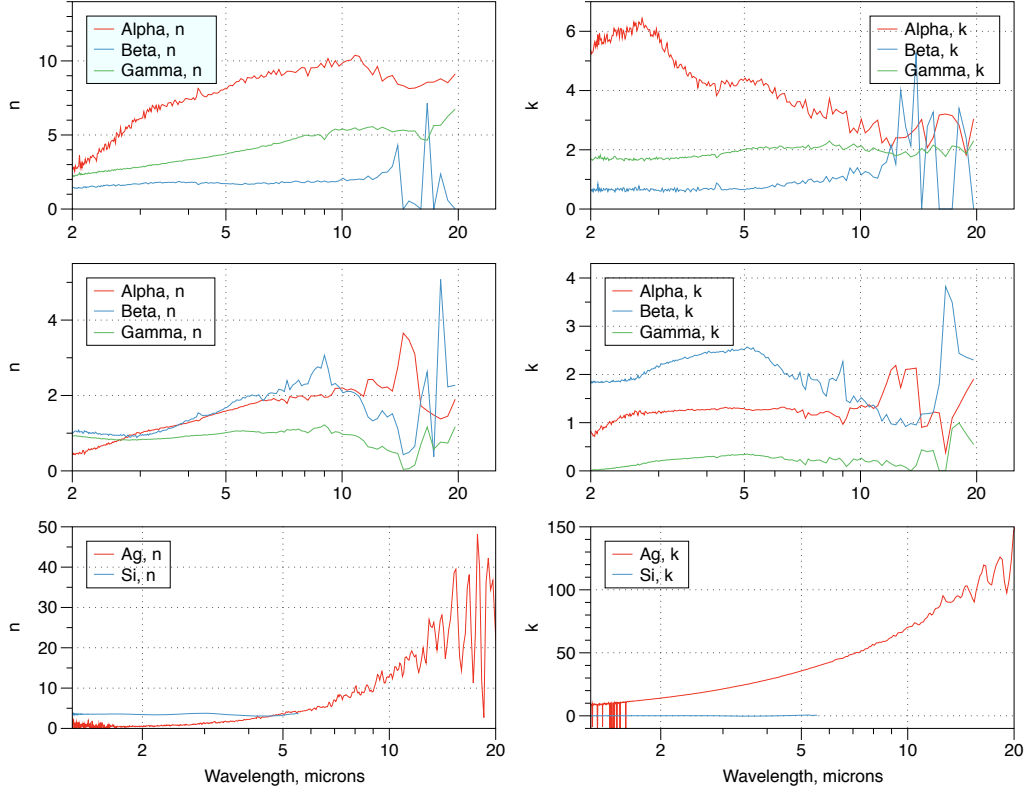 Alpha, n
Beta, n
Gamma, n
n
10
5
0
2
5
10
20
Alpha, k
Beta, k
Gamma, k
k
6
4
2
0
2
5
10
20
Alpha, n
Beta, n
Gamma, n
n
4
2
0
2
5
10
20
Alpha, k
Beta, k
Gamma, k
k
4
3
2
1
0
2
5
10
20
Ag, n
Si, n
n
50
40
30
20
10
0
2
5
10
20
Wavelength, microns
Ag, k
Si, k
k
150
100
50
0
2
5
10
20
Wavelength, microns